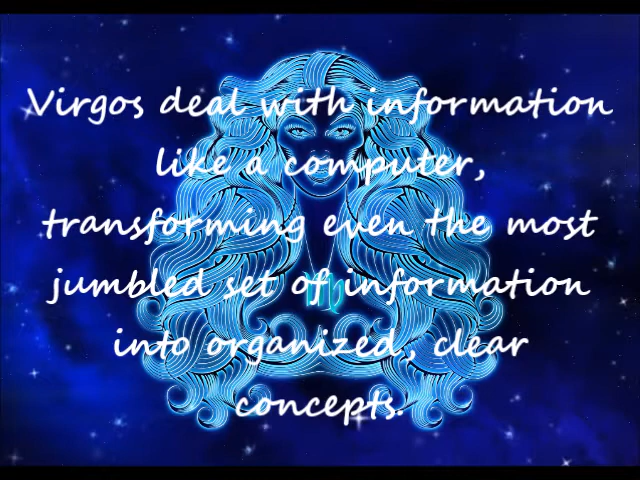 Virgos deal with information
like a computer,
transforming even the most
jumbled set of information
into organized, clear
concepts.